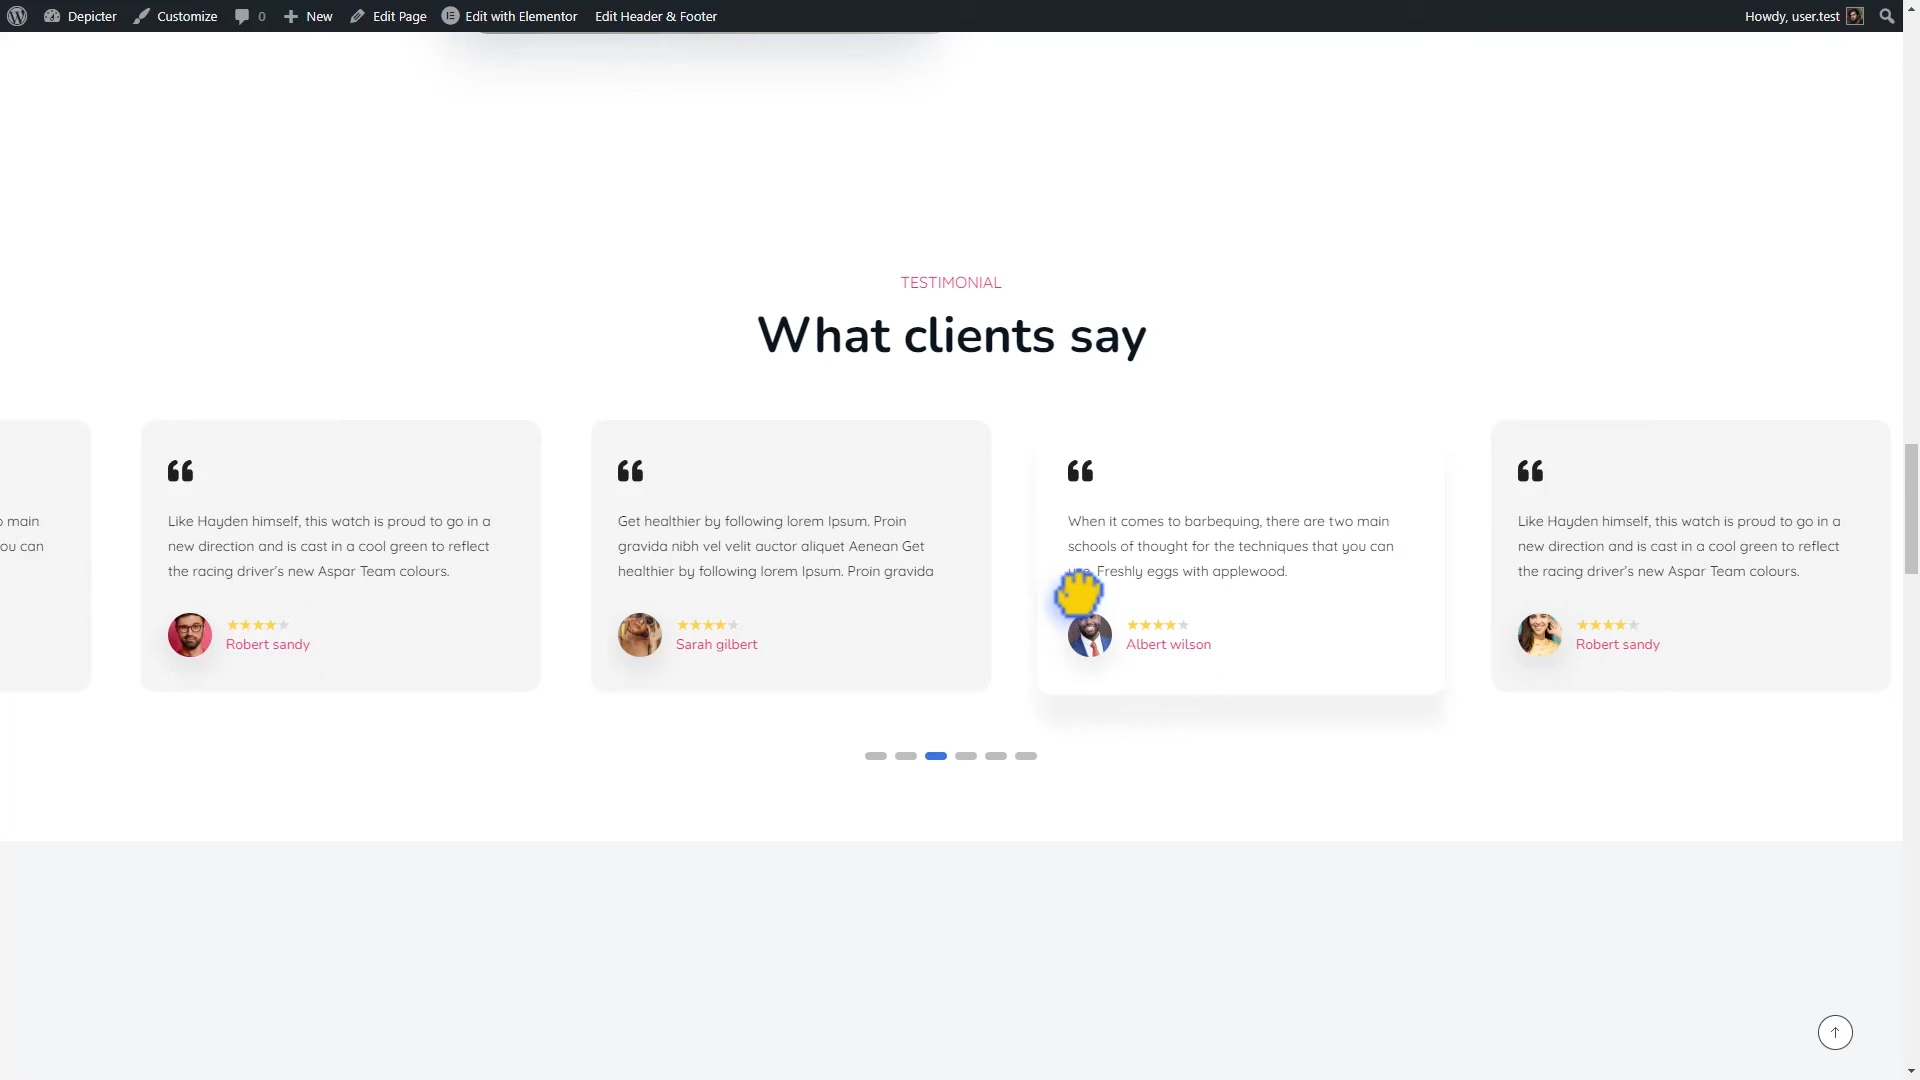 Depicter Customize 0 New Edit Page Edit with Elementor Edit Header & Footer Howdy, user.test
TESTIMONIAL
What clients say
o main
ou can
Like Hayden himself, this watch is proud to go in a
new direction and is cast in a cool green to reflect
the racing driver's new Aspar Team colours.
Robert sandy
Get healthier by following lorem Ipsum. Proin
gravida nibh vel velit auctor aliquet Aenean Get
healthier by following lorem Ipsum. Proin gravida
Sarah gilbert
When it comes to barbequing, there are two main
schools of thought for the techniques that you can
Freshly eggs with applewood.
Albert wilson
Like Hayden himself, this watch is proud to go in a
new direction and is cast in a cool green to reflect
the racing driver's new Aspar Team colours.
Robert sandy